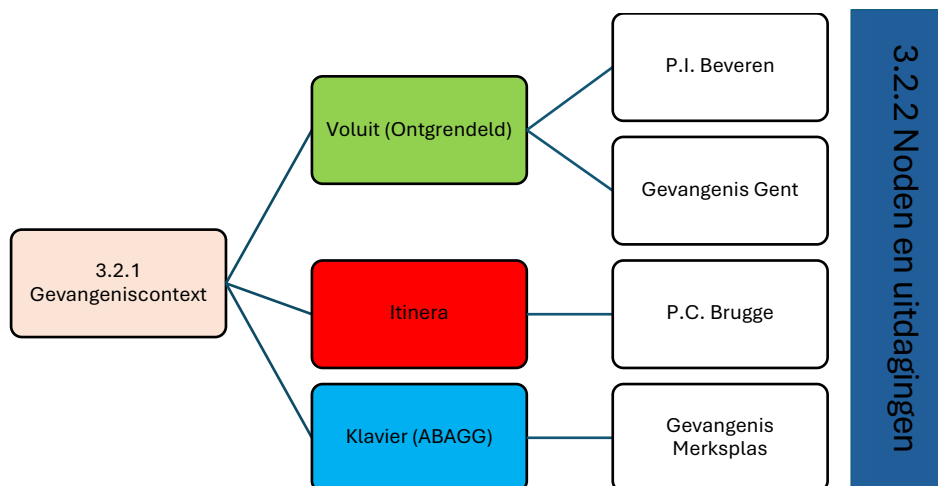 3.2.1
Gevangeniscontext
Voluit (Ontgrendeld)
Itinera
Klavier (ABAGG)
P.I. Beveren
Gevangenis Gent
P.C. Brugge
Gevangenis
Merksplas
3.2.2 Noden en uitdagingen